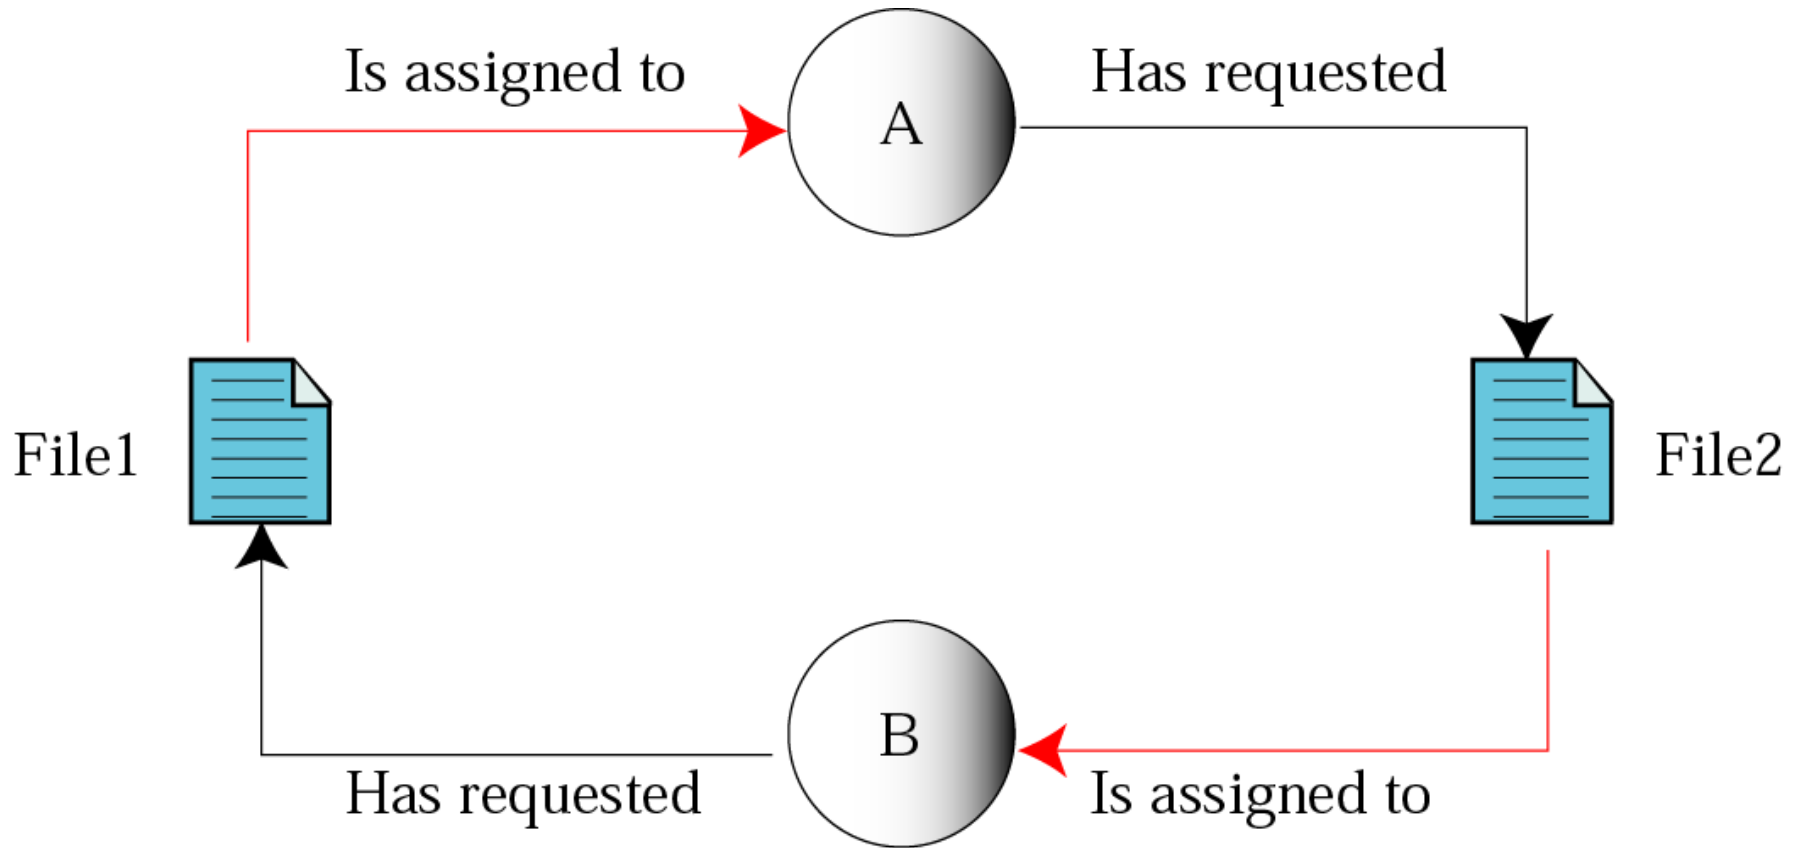 Is assigned to
A
Has requested
File1
File2
B
Has requested
Is assigned to